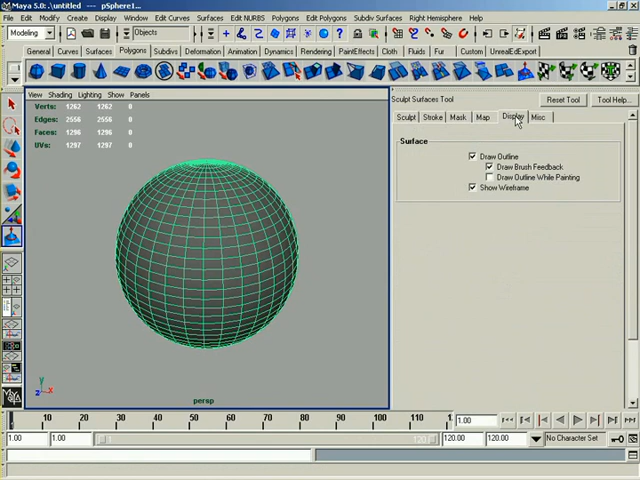 Maya 5.0: .\untitled --- pSphere1...
File Edit Modify Create Display Window Edit Curves Surfaces Edit NURBS Polygons Edit Polygons Subdiv Surfaces Right Hemisphere Help
Modeling Objects
General Curves Surfaces Polygons Subdivs Deformation Animation Dynamics Rendering PaintEffects Cloth Fluids Fur Custom UnrealEdExport
View Shading Lighting Show Panels
Verts: 1262 1262 0
Edges: 2556 2556 0
Faces: 1296 1296 0
UVs: 1297 1297 0
Sculpt Surfaces Tool Reset Tool Tool Help...
Sculpt Stroke Mask Map Display Misc
Surface
Draw Outline
Draw Brush Feedback
Draw Outline While Painting
Show Wireframe
y
z x
persp
10 20 30 40 50 60 70 80 90 100 110 1.00
1.00 1.00 120 120.00 120.00 No Character Set